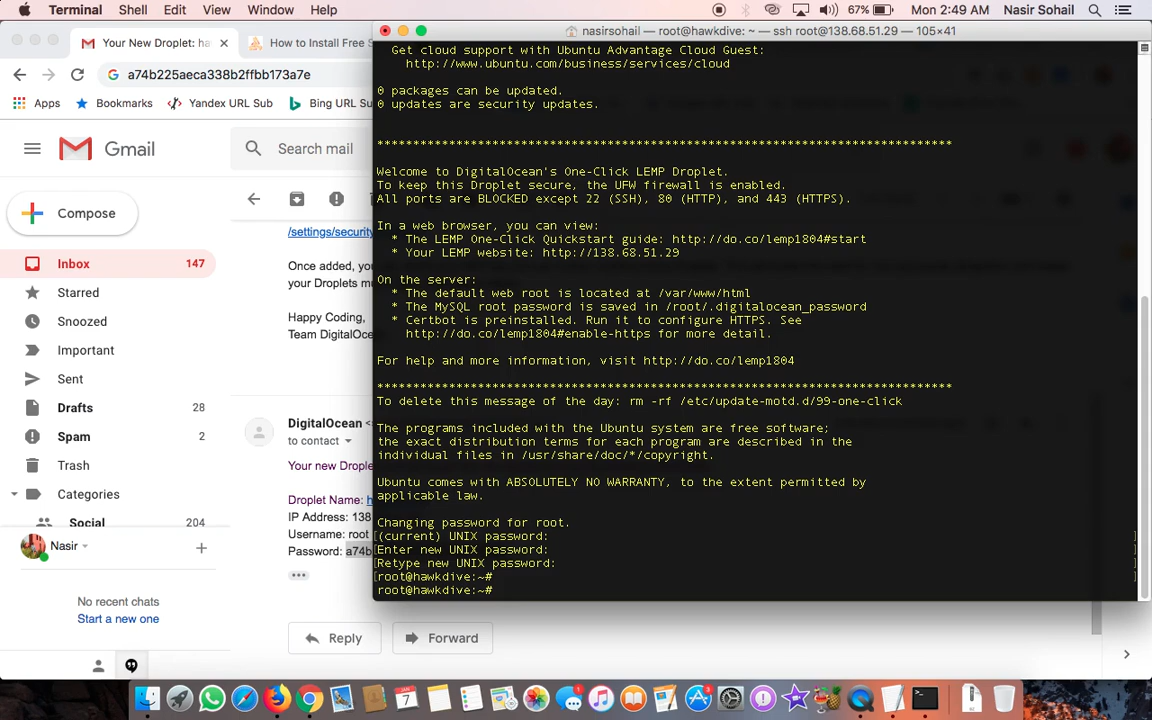 Terminal Shell Edit View Window Help 67% Mon 2:49 AM Nasir Sohail
Your New Droplet: ha
How to Install Free S
a74b225aeca338b2ffbb173a7e
Apps Bookmarks Yandex URL Sub Bing URL Su
Gmail
Search mail
Compose
Inbox 147
Starred
Snoozed
Important
Sent
Drafts 28
Spam 2
Trash
Categories
Social 204
Nasir
No recent chats
Start a new one
/settings/security
Once added, you
your Droplets
Happy Coding,
Team DigitalOce
DigitalOcean <
to contact
Your new Drople
Droplet Name: h
IP Address: 138
Username: root
Password: a74b
Reply Forward
nasirsohail — root@hawkdive: ~ — ssh root@138.68.51.29 — 105×41
Get cloud support with Ubuntu Advantage Cloud Guest:
http://www.ubuntu.com/business/services/cloud
0 packages can be updated.
0 updates are security updates.
********************************************************************************
Welcome to DigitalOcean's One-Click LEMP Droplet.
To keep this Droplet secure, the UFW firewall is enabled.
All ports are BLOCKED except 22 (SSH), 80 (HTTP), and 443 (HTTPS).
In a web browser, you can view:
* The LEMP One-Click Quickstart guide: http://do.co/lemp1804#start
* Your LEMP website: http://138.68.51.29
On the server:
* The default web root is located at /var/www/html
* The MySQL root password is saved in /root/.digitalocean_password
* Certbot is preinstalled. Run it to configure HTTPS. See
http://do.co/lemp1804#enable-https for more detail.
For help and more information, visit http://do.co/lemp1804
********************************************************************************
To delete this message of the day: rm -rf /etc/update-motd.d/99-one-click
The programs included with the Ubuntu system are free software;
the exact distribution terms for each program are described in the
individual files in /usr/share/doc/*/copyright.
Ubuntu comes with ABSOLUTELY NO WARRANTY, to the extent permitted by
applicable law.
Changing password for root.
[(current) UNIX password: ]
[Enter new UNIX password: ]
[Retype new UNIX password: ]
[root@hawkdive:~# ]
root@hawkdive:~#